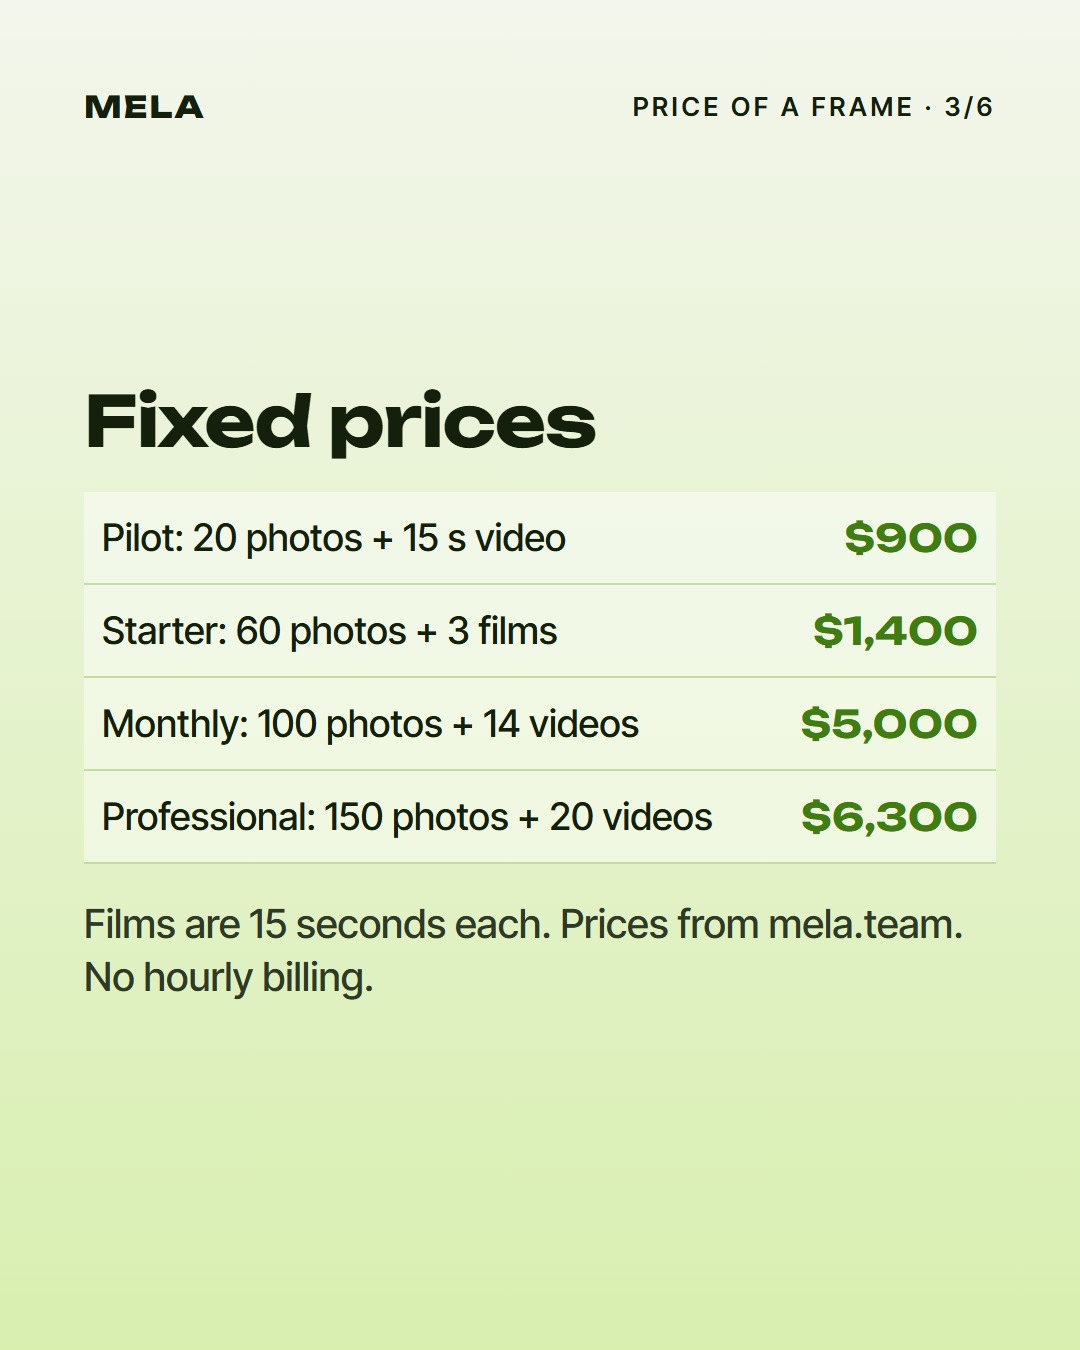 MELA
PRICE OF A FRAME · 3/6
Fixed prices
Pilot: 20 photos + 15 s video $900
Starter: 60 photos + 3 films $1,400
Monthly: 100 photos + 14 videos $5,000
Professional: 150 photos + 20 videos $6,300
Films are 15 seconds each. Prices from mela.team.
No hourly billing.